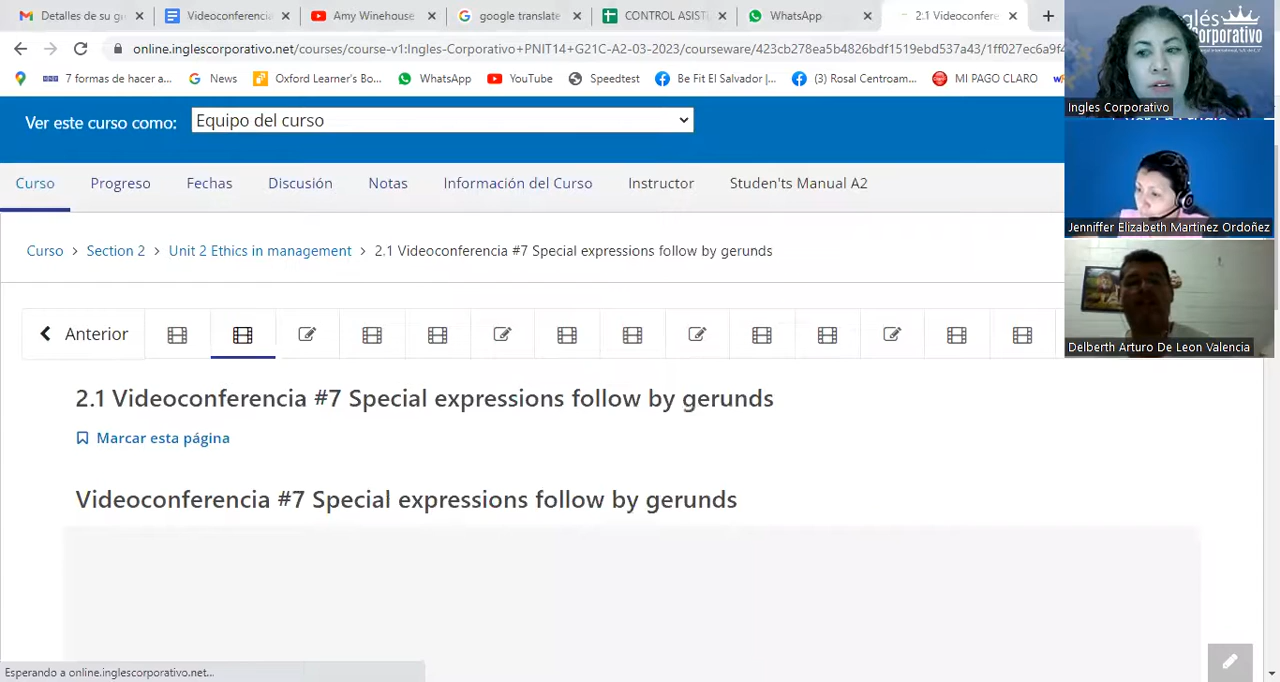 Detalles de su gu
Videoconferencia
Amy Winehouse
google translate
CONTROL ASIST
WhatsApp
2:1 Videoconfere
online.inglescorporativo.net/courses/course-v1:Ingles-Corporativo+PNIT14+G21C-A2-03-2023/courseware/423cb278ea5b4826bdf1519ebd537a43/1ff027ec6a9f4
7 formas de hacer a...
News
Oxford Learner's Bo...
WhatsApp
YouTube
Speedtest
Be Fit El Salvador |...
(3) Rosal Centroam...
MI PAGO CLARO
Ver este curso como:
Equipo del curso
Curso
Progreso
Fechas
Discusión
Notas
Información del Curso
Instructor
Studen'ts Manual A2
Curso > Section 2 > Unit 2 Ethics in management > 2.1 Videoconferencia #7 Special expressions follow by gerunds
Anterior
2.1 Videoconferencia #7 Special expressions follow by gerunds
Marcar esta página
Videoconferencia #7 Special expressions follow by gerunds
Esperando a online.inglescorporativo.net...
Ingles Corporativo
Jenniffer Elizabeth Martínez Ordoñez
Delberth Arturo De Leon Valencia